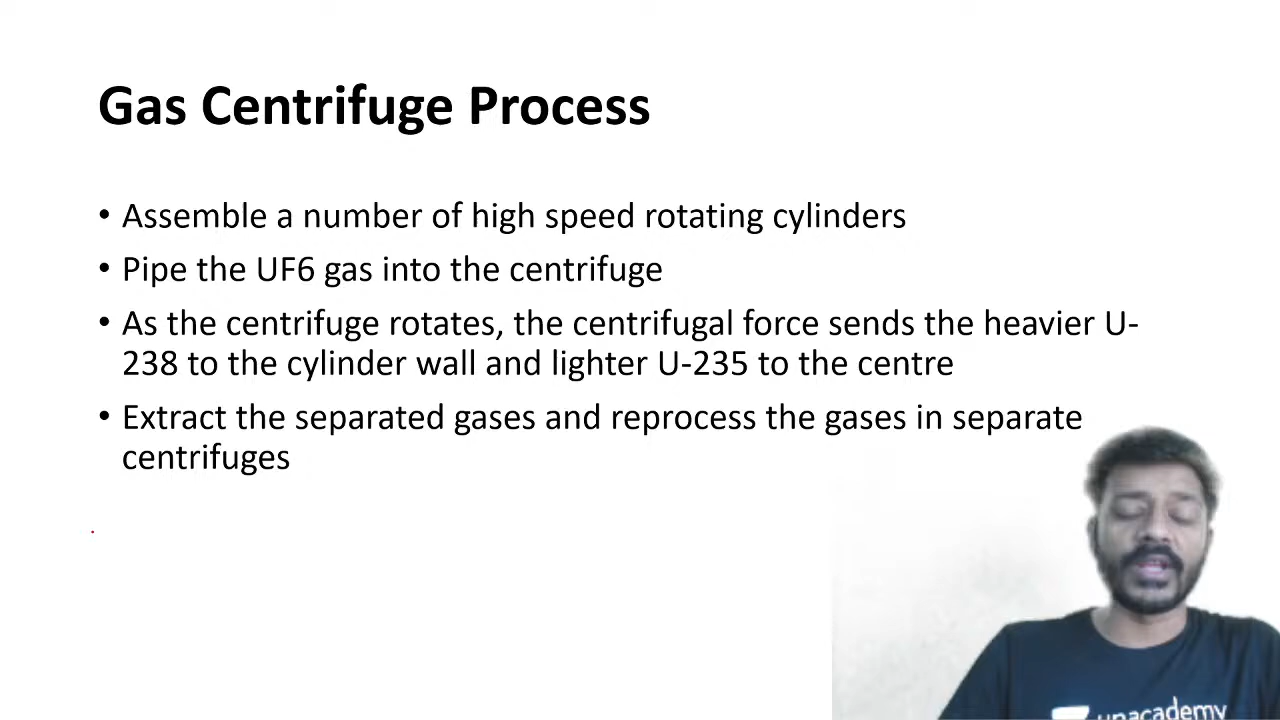 Gas Centrifuge Process
• Assemble a number of high speed rotating cylinders
• Pipe the UF6 gas into the centrifuge
• As the centrifuge rotates, the centrifugal force sends the heavier U-
238 to the cylinder wall and lighter U-235 to the centre
• Extract the separated gases and reprocess the gases in separate
centrifuges
unacademy